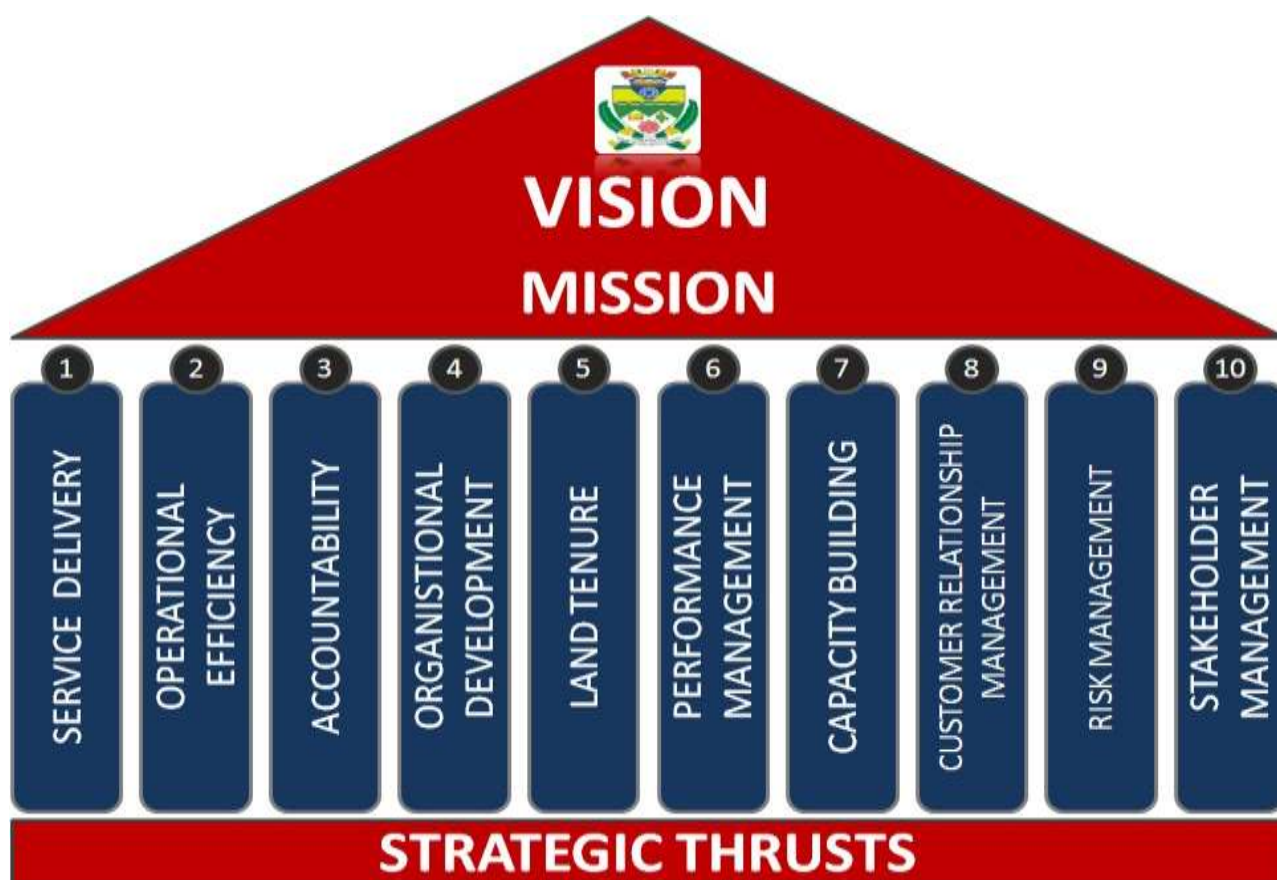 VISION
MISSION
1
SERVICE DELIVERY
2
OPERATIONAL
EFFICIENCY
3
ACCOUNTABILITY
4
ORGANISTIONAL
DEVELOPMENT
5
LAND TENURE
6
PERFORMANCE
MANAGEMENT
7
CAPACITY BUILDING
8
CUSTOMER RELATIONSHIP
MANAGEMENT
9
RISK MANAGEMENT
10
STAKEHOLDER
MANAGEMENT
STRATEGIC THRUSTS